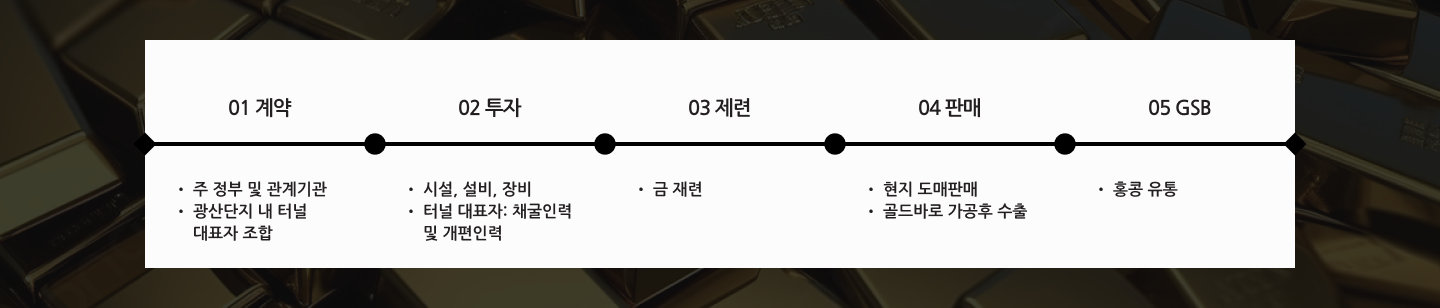 01 계약
02 투자
03 제련
04 판매
05 GSB
• 주 정부 및 관계기관
• 광산단지 내 터널
대표자 조합
• 시설, 설비, 장비
• 터널 대표자: 채굴인력
및 개편인력
• 금 재련
• 현지 도매판매
• 골드바로 가공후 수출
• 홍콩 유통